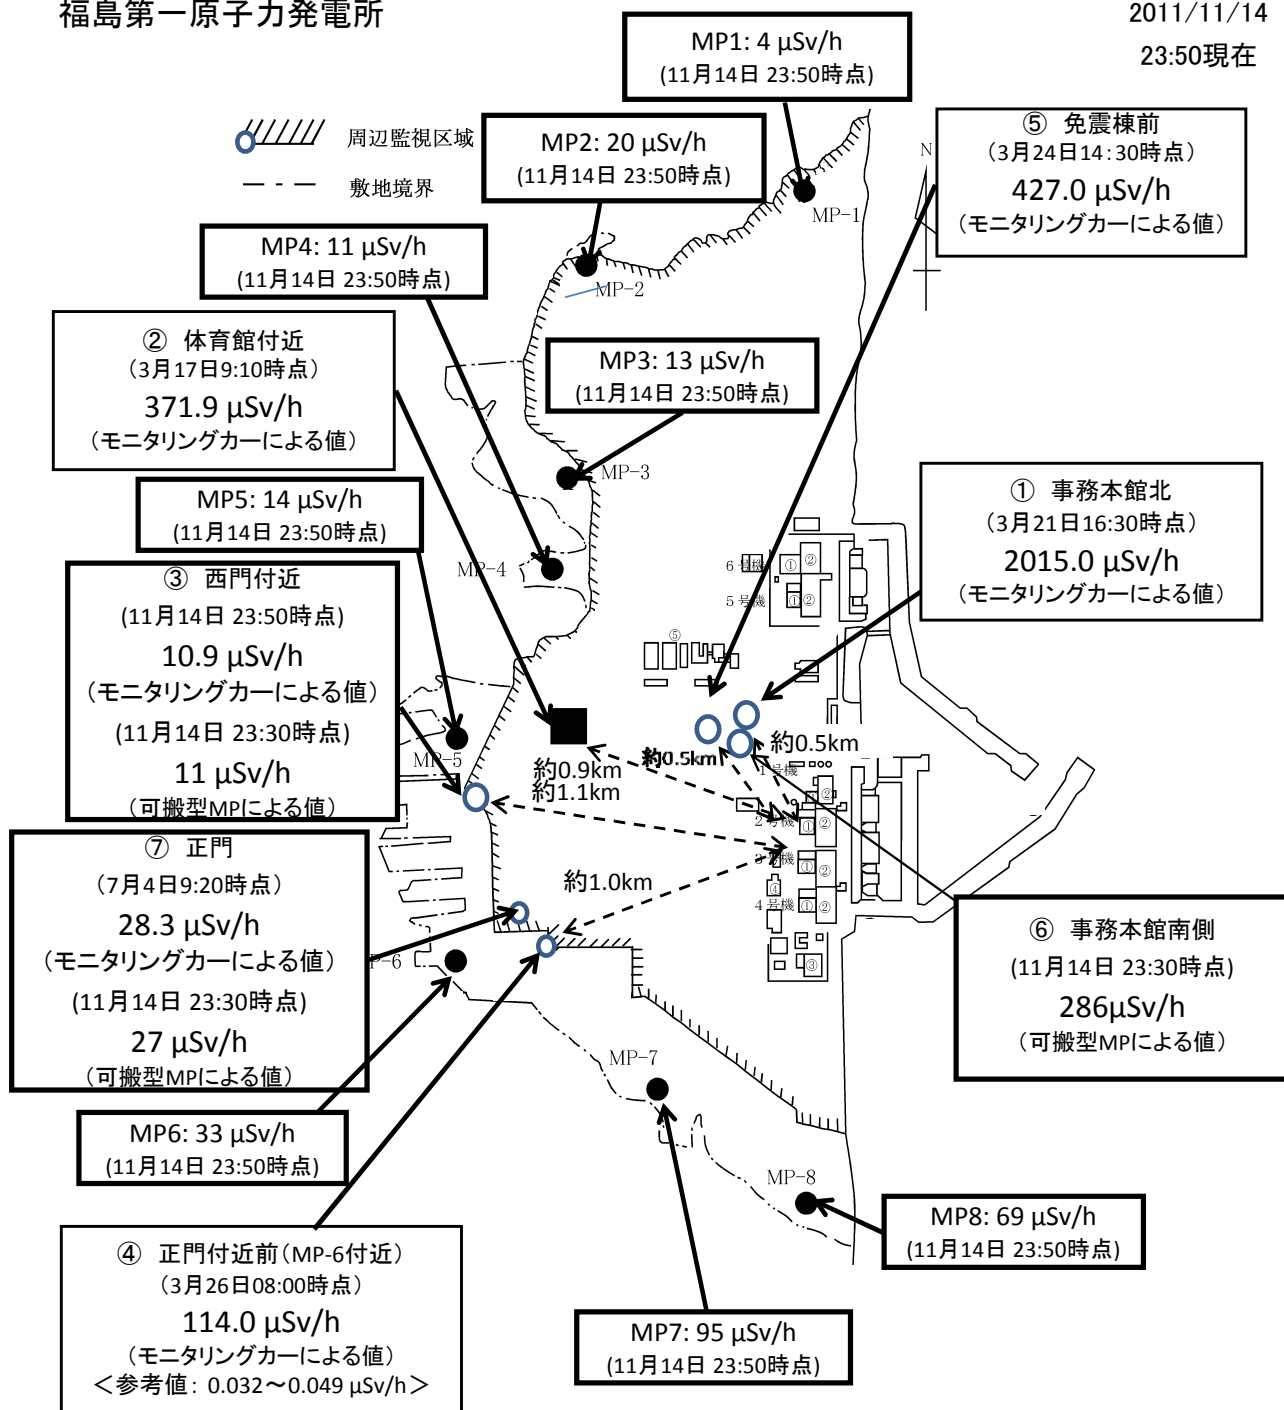 福島第一原子力発電所
2011/11/14
23:50現在
周辺監視区域
敷地境界
MP1: 4 μSv/h
(11月14日 23:50時点)
MP2: 20 μSv/h
(11月14日 23:50時点)
⑤ 免震棟前
(3月24日14:30時点)
427.0 μSv/h
(モニタリングカーによる値)
N
MP-1
MP4: 11 μSv/h
(11月14日 23:50時点)
MP-2
② 体育館付近
(3月17日9:10時点)
371.9 μSv/h
(モニタリングカーによる値)
MP3: 13 μSv/h
(11月14日 23:50時点)
MP-3
MP5: 14 μSv/h
(11月14日 23:50時点)
① 事務本館北
(3月21日16:30時点)
2015.0 μSv/h
(モニタリングカーによる値)
MP-4
6号機
① ②
5号機
① ②
③ 西門付近
(11月14日 23:50時点)
10.9 μSv/h
(モニタリングカーによる値)
(11月14日 23:30時点)
11 μSv/h
(可搬型MPによる値)
⑤
MP-5
約0.9km
約1.1km
約0.5km
約0.5km
1号機
②
2号機
① ②
3号機
① ②
④
4号機
① ②
③
約1.0km
⑦ 正門
(7月4日9:20時点)
28.3 μSv/h
(モニタリングカーによる値)
(11月14日 23:30時点)
27 μSv/h
(可搬型MPによる値)
P-6
⑥ 事務本館南側
(11月14日 23:30時点)
286μSv/h
(可搬型MPによる値)
MP-7
MP6: 33 μSv/h
(11月14日 23:50時点)
MP-8
MP8: 69 μSv/h
(11月14日 23:50時点)
④ 正門付近前(MP-6付近)
(3月26日08:00時点)
114.0 μSv/h
(モニタリングカーによる値)
＜参考値: 0.032～0.049 μSv/h＞
MP7: 95 μSv/h
(11月14日 23:50時点)